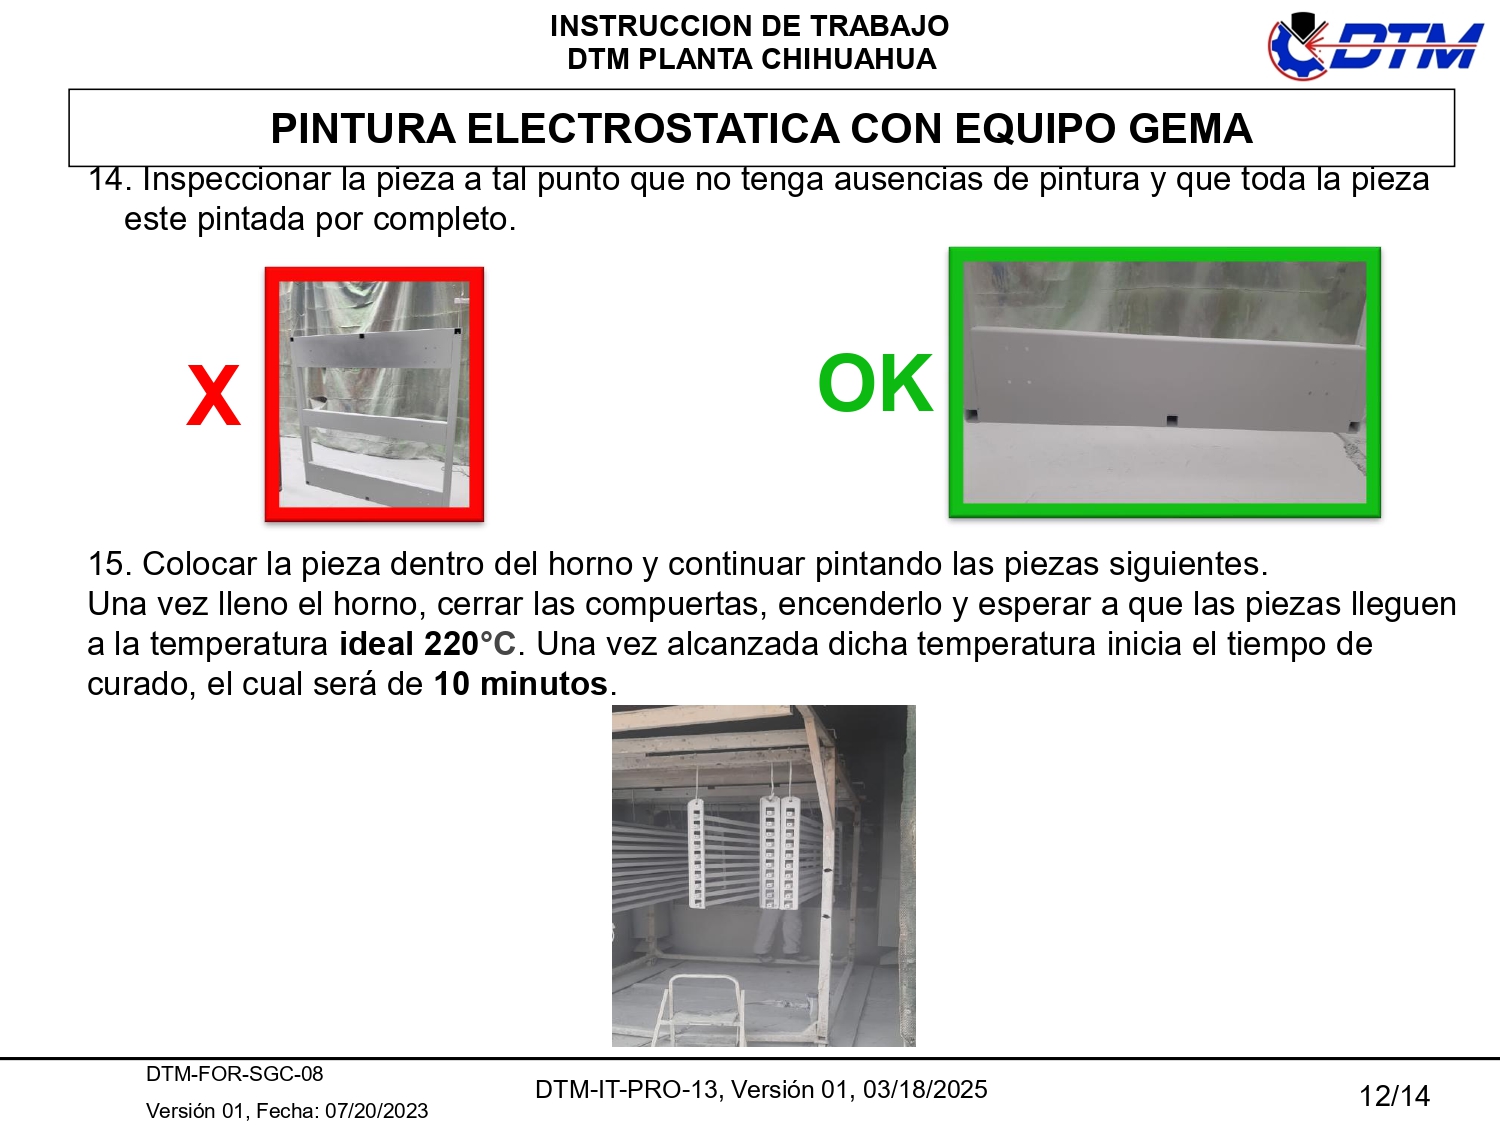 INSTRUCCION DE TRABAJO
DTM PLANTA CHIHUAHUA
DTM
PINTURA ELECTROSTATICA CON EQUIPO GEMA
14. Inspeccionar la pieza a tal punto que no tenga ausencias de pintura y que toda la pieza
este pintada por completo.
X
OK
15. Colocar la pieza dentro del horno y continuar pintando las piezas siguientes.
Una vez lleno el horno, cerrar las compuertas, encenderlo y esperar a que las piezas lleguen
a la temperatura ideal 220°C. Una vez alcanzada dicha temperatura inicia el tiempo de
curado, el cual será de 10 minutos.
DTM-FOR-SGC-08
Versión 01, Fecha: 07/20/2023
DTM-IT-PRO-13, Versión 01, 03/18/2025
12/14